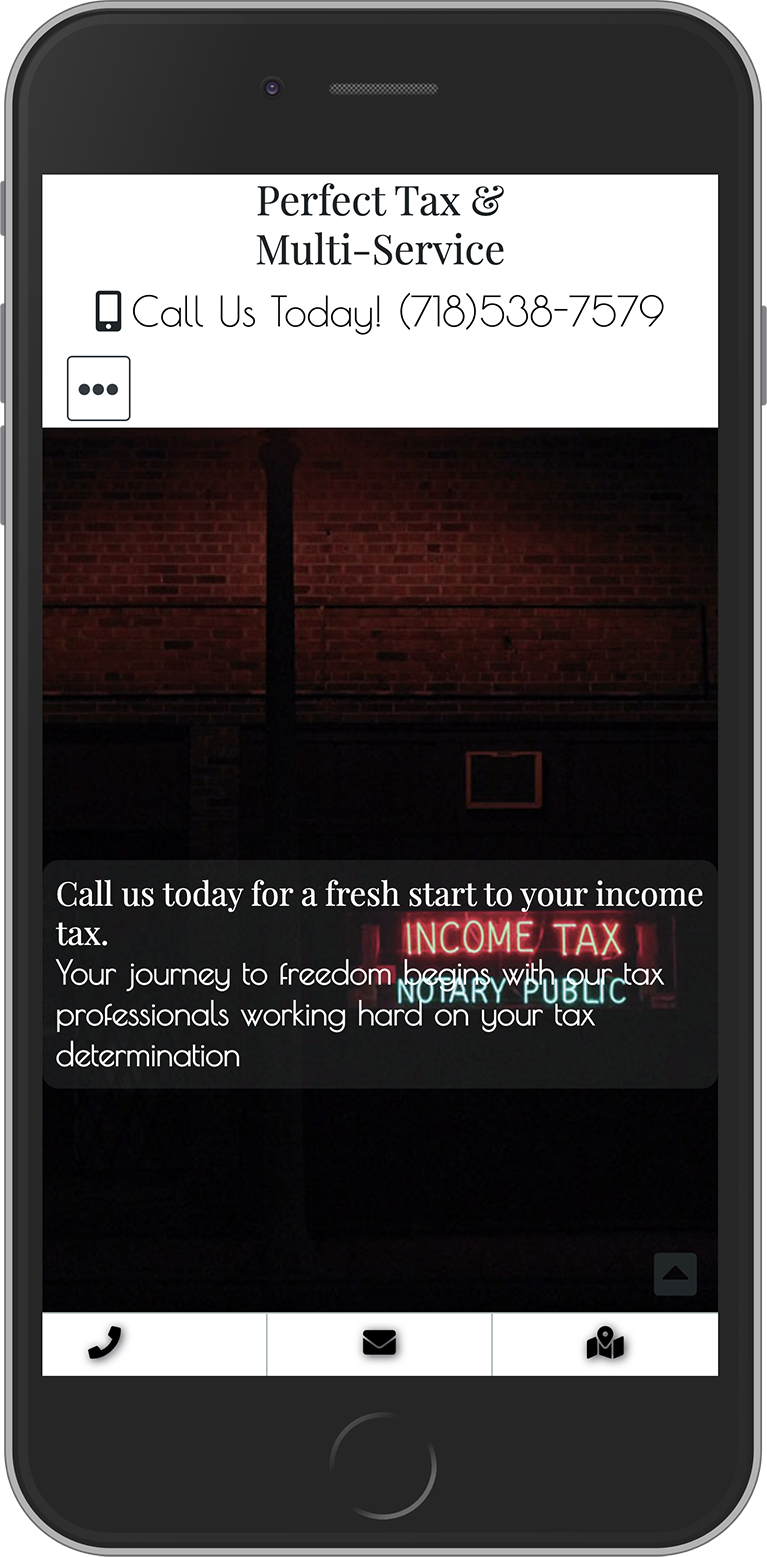 Perfect Tax &
Multi-Service
Call Us Today! (718)538-7579
Call us today for a fresh start to your income
tax.
INCOME TAX
Your journey to freedom begins with our tax
NOTARY PUBLIC
professionals working hard on your tax
determination